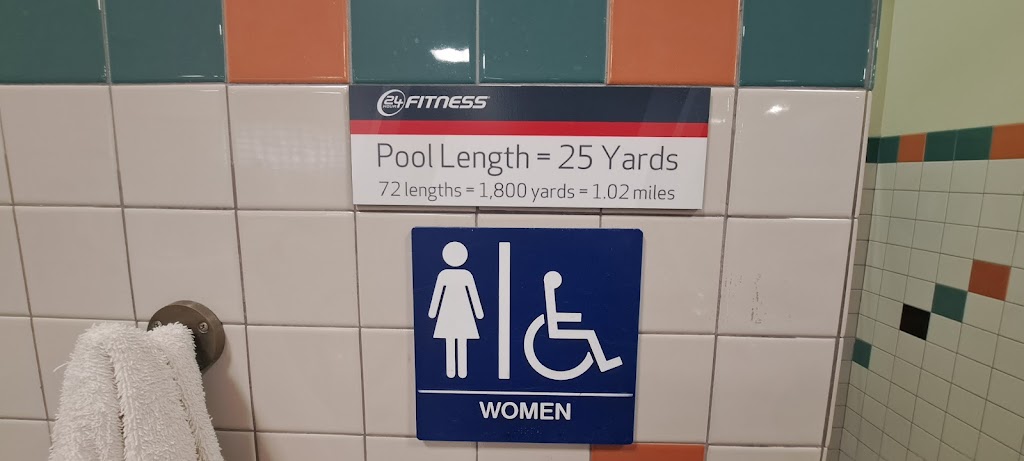 24 FITNESS
Pool Length = 25 Yards
72 lengths = 1,800 yards = 1.02 miles
WOMEN